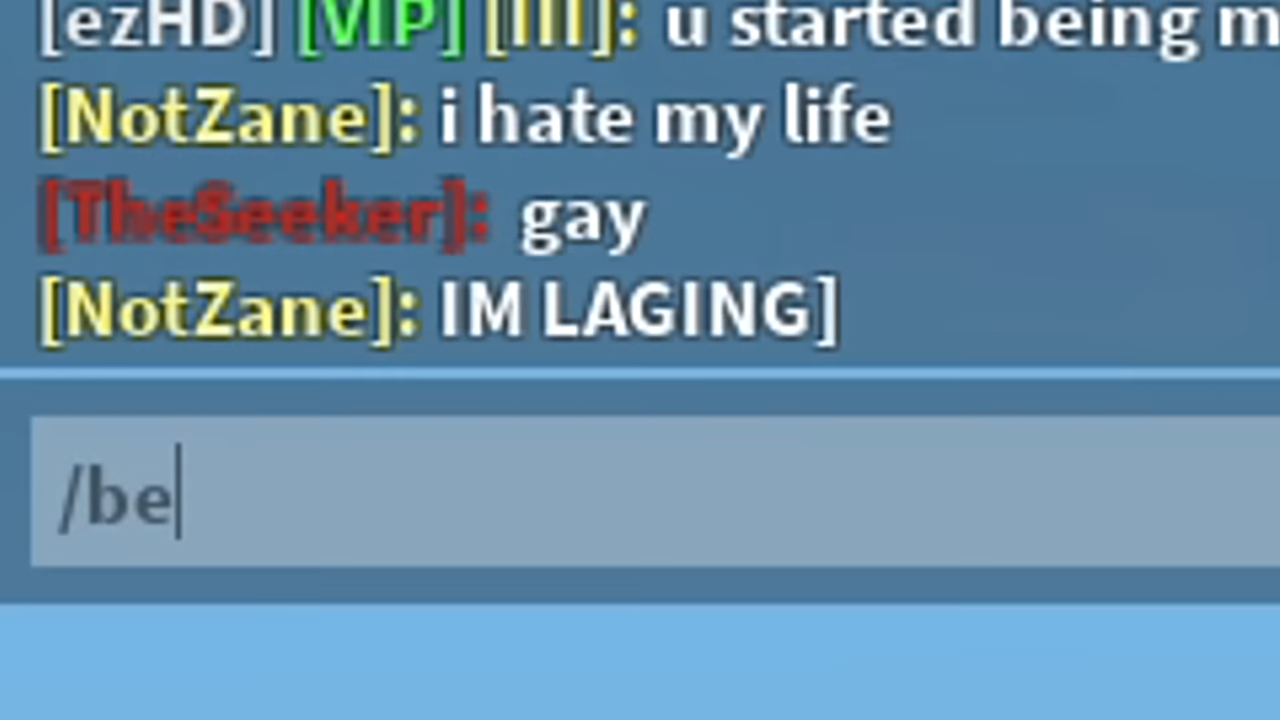 [ezHD] [VIP] [III]: u started being m
[NotZane]: i hate my life
[TheSeeker]: gay
[NotZane]: IM LAGING]
/be